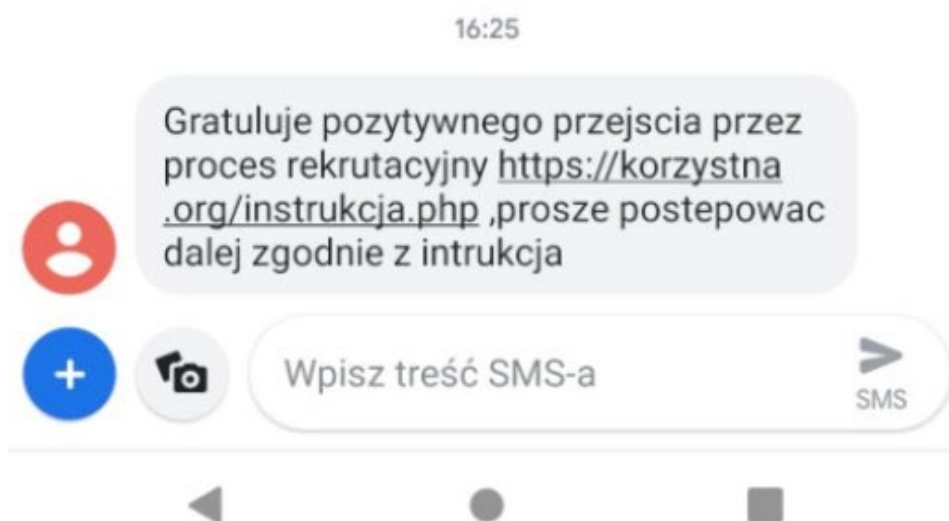 16:25
Gratuluje pozytywnego przejscia przez
proces rekrutacyjny https://korzystna
.org/instrukcja.php ,prosze postepowac
dalej zgodnie z intrukcja
Wpisz treść SMS-a
SMS